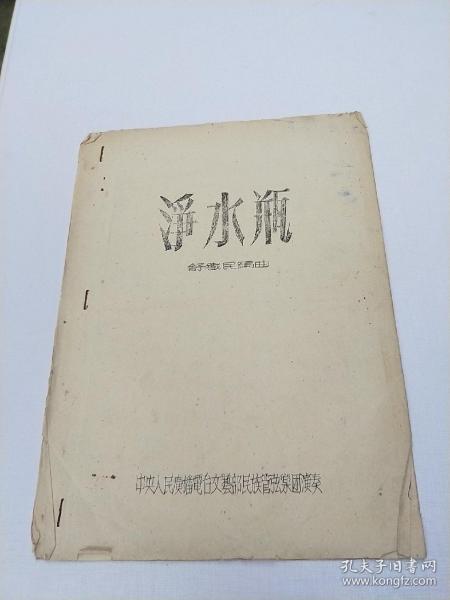 淨水瓶
舒鐵民編曲
中央人民廣播電台文藝部民族管弦樂團演奏
孔夫子旧书网
www.kongfz.com